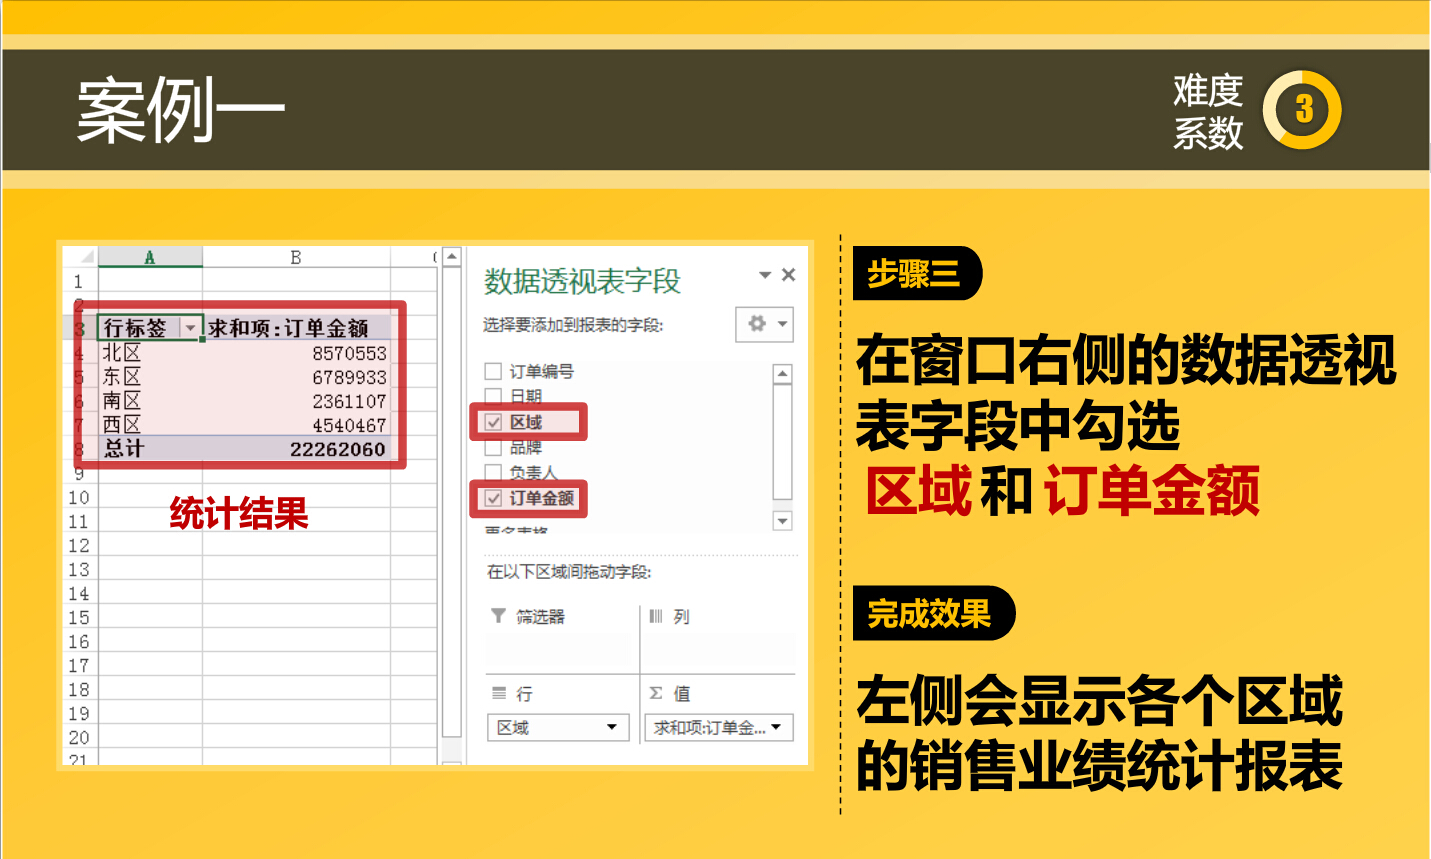 案例一
难度
系数
3
A
B
1
2
3
行标签
求和项:订单金额
4
北区
8570553
5
东区
6789933
6
南区
2361107
7
西区
4540467
8
总计
22262060
9
10
11
12
13
14
15
16
17
18
19
20
21
统计结果
数据透视表字段
选择要添加到报表的字段:
订单编号
日期
区域
品牌
负责人
订单金额
更多表格
在以下区域间拖动字段:
筛选器
列
行
Σ 值
区域
求和项:订单金...
步骤三
在窗口右侧的数据透视
表字段中勾选
区域和订单金额
完成效果
左侧会显示各个区域
的销售业绩统计报表